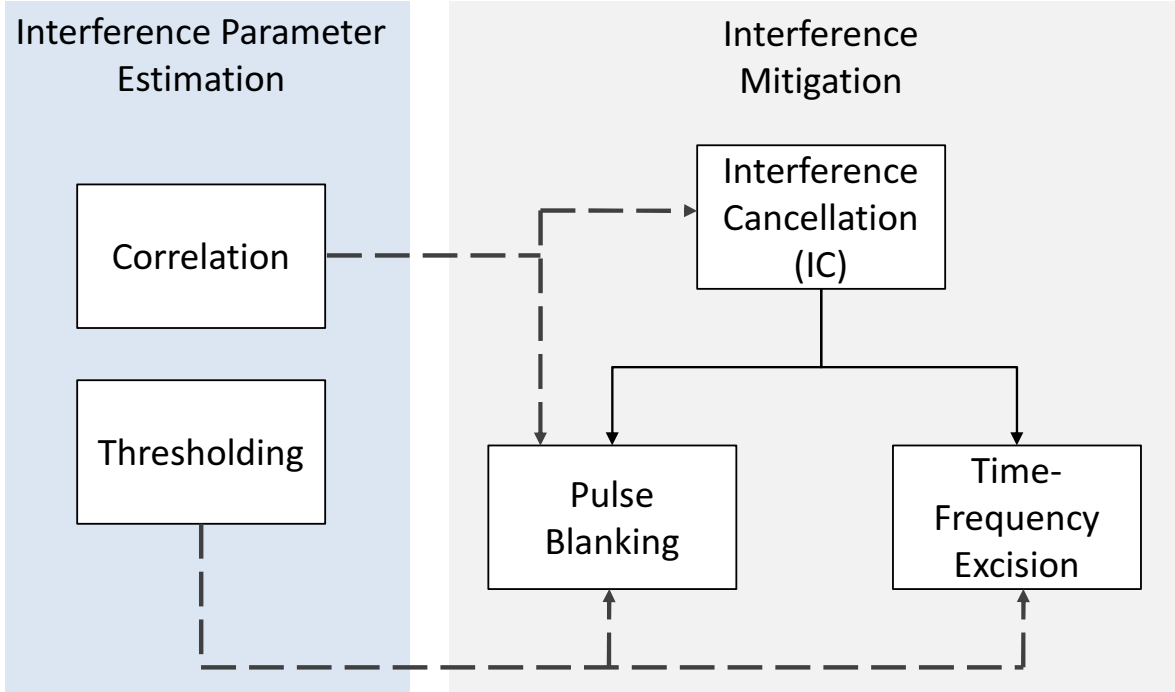 Interference Parameter
Estimation
Interference
Mitigation
Correlation
Thresholding
Interference
Cancellation
(IC)
Pulse
Blanking
Time-
Frequency
Excision